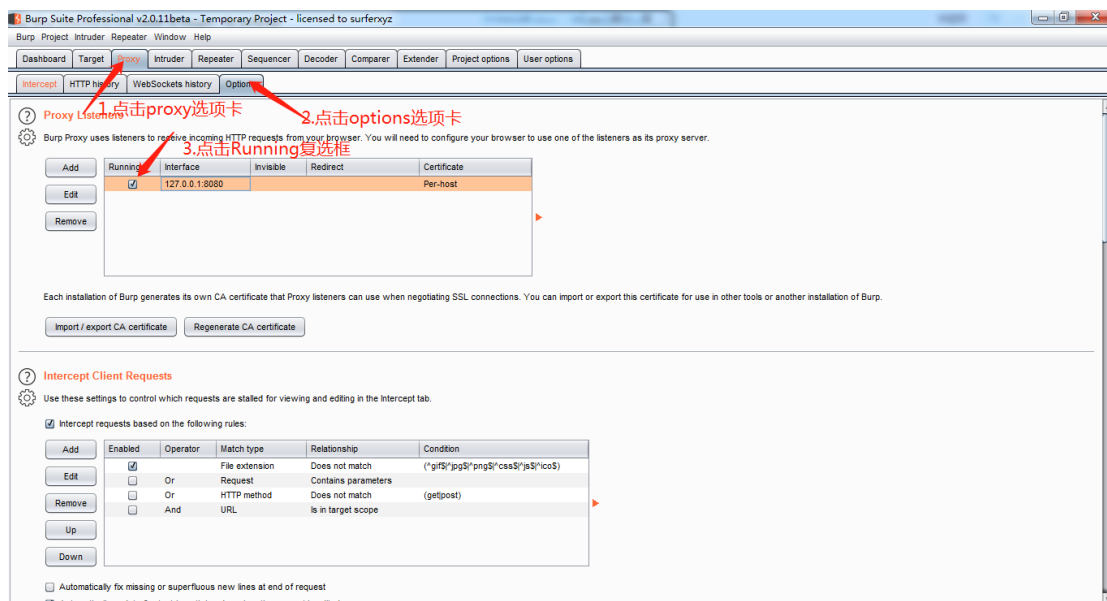 Burp Suite Professional v2.0.11beta - Temporary Project - licensed to surferxyz
Burp Project Intruder Repeater Window Help
Dashboard Target Proxy Intruder Repeater Sequencer Decoder Comparer Extender Project options User options
Intercept HTTP history WebSockets history Options
1.点击proxy选项卡
2.点击options选项卡
Proxy Listeners
Burp Proxy uses listeners to receive incoming HTTP requests from your browser. You will need to configure your browser to use one of the listeners as its proxy server.
3.点击Running复选框
Add Running Interface Invisible Redirect Certificate
127.0.0.1:8080 Per-host
Edit
Remove
Each installation of Burp generates its own CA certificate that Proxy listeners can use when negotiating SSL connections. You can import or export this certificate for use in other tools or another installation of Burp.
Import / export CA certificate Regenerate CA certificate
Intercept Client Requests
Use these settings to control which requests are stalled for viewing and editing in the Intercept tab.
Intercept requests based on the following rules:
Add Enabled Operator Match type Relationship Condition
File extension Does not match (^gif$|^jpg$|^png$|^css$|^js$|^ico$)
Edit
Or Request Contains parameters
Or HTTP method Does not match (get|post)
Remove
And URL Is in target scope
Up
Down
Automatically fix missing or superfluous new lines at end of request